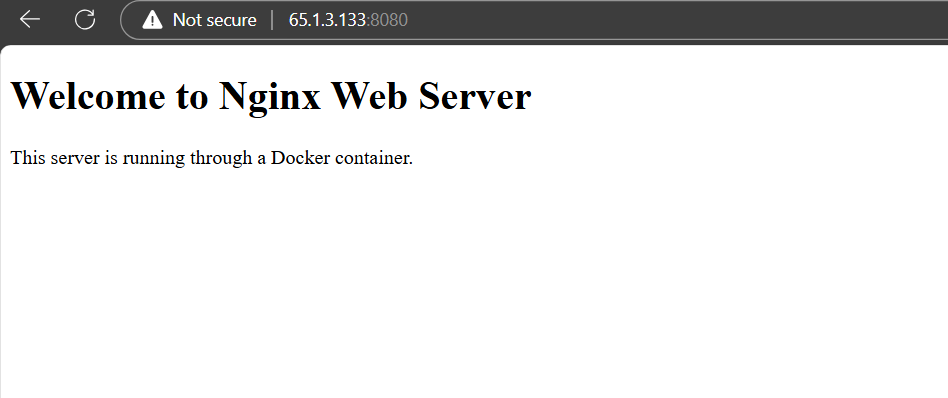 Not secure | 65.1.3.133:8080
Welcome to Nginx Web Server
This server is running through a Docker container.